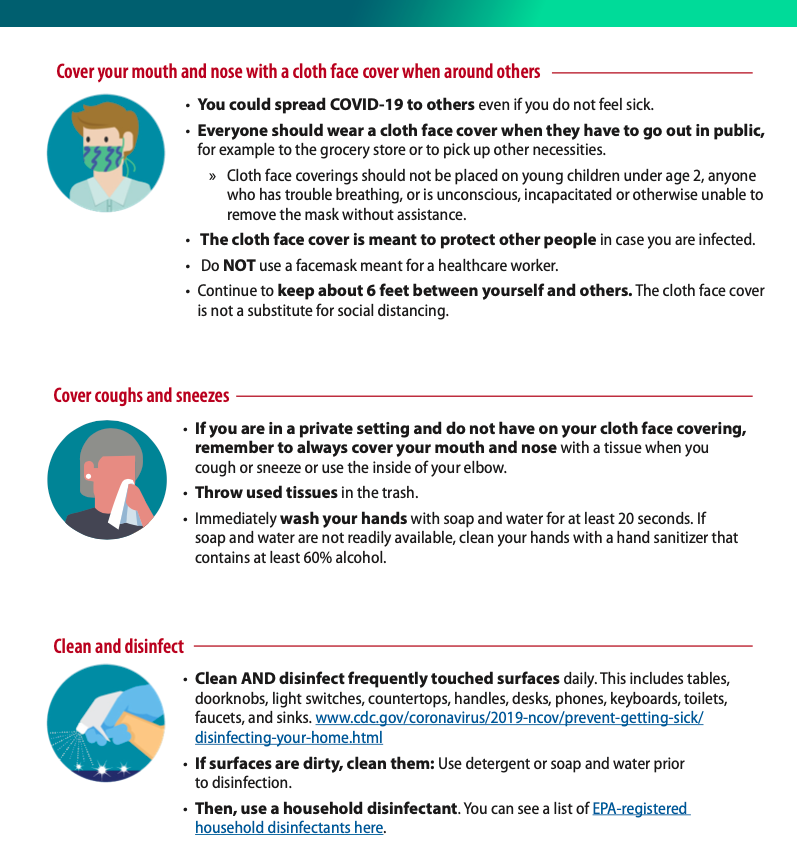 Cover your mouth and nose with a cloth face cover when around others
• You could spread COVID-19 to others even if you do not feel sick.
• Everyone should wear a cloth face cover when they have to go out in public,
for example to the grocery store or to pick up other necessities.
» Cloth face coverings should not be placed on young children under age 2, anyone
who has trouble breathing, or is unconscious, incapacitated or otherwise unable to
remove the mask without assistance.
• The cloth face cover is meant to protect other people in case you are infected.
• Do NOT use a facemask meant for a healthcare worker.
• Continue to keep about 6 feet between yourself and others. The cloth face cover
is not a substitute for social distancing.
Cover coughs and sneezes
• If you are in a private setting and do not have on your cloth face covering,
remember to always cover your mouth and nose with a tissue when you
cough or sneeze or use the inside of your elbow.
• Throw used tissues in the trash.
• Immediately wash your hands with soap and water for at least 20 seconds. If
soap and water are not readily available, clean your hands with a hand sanitizer that
contains at least 60% alcohol.
Clean and disinfect
• Clean AND disinfect frequently touched surfaces daily. This includes tables,
doorknobs, light switches, countertops, handles, desks, phones, keyboards, toilets,
faucets, and sinks. www.cdc.gov/coronavirus/2019-ncov/prevent-getting-sick/
disinfecting-your-home.html
• If surfaces are dirty, clean them: Use detergent or soap and water prior
to disinfection.
• Then, use a household disinfectant. You can see a list of EPA-registered
household disinfectants here.